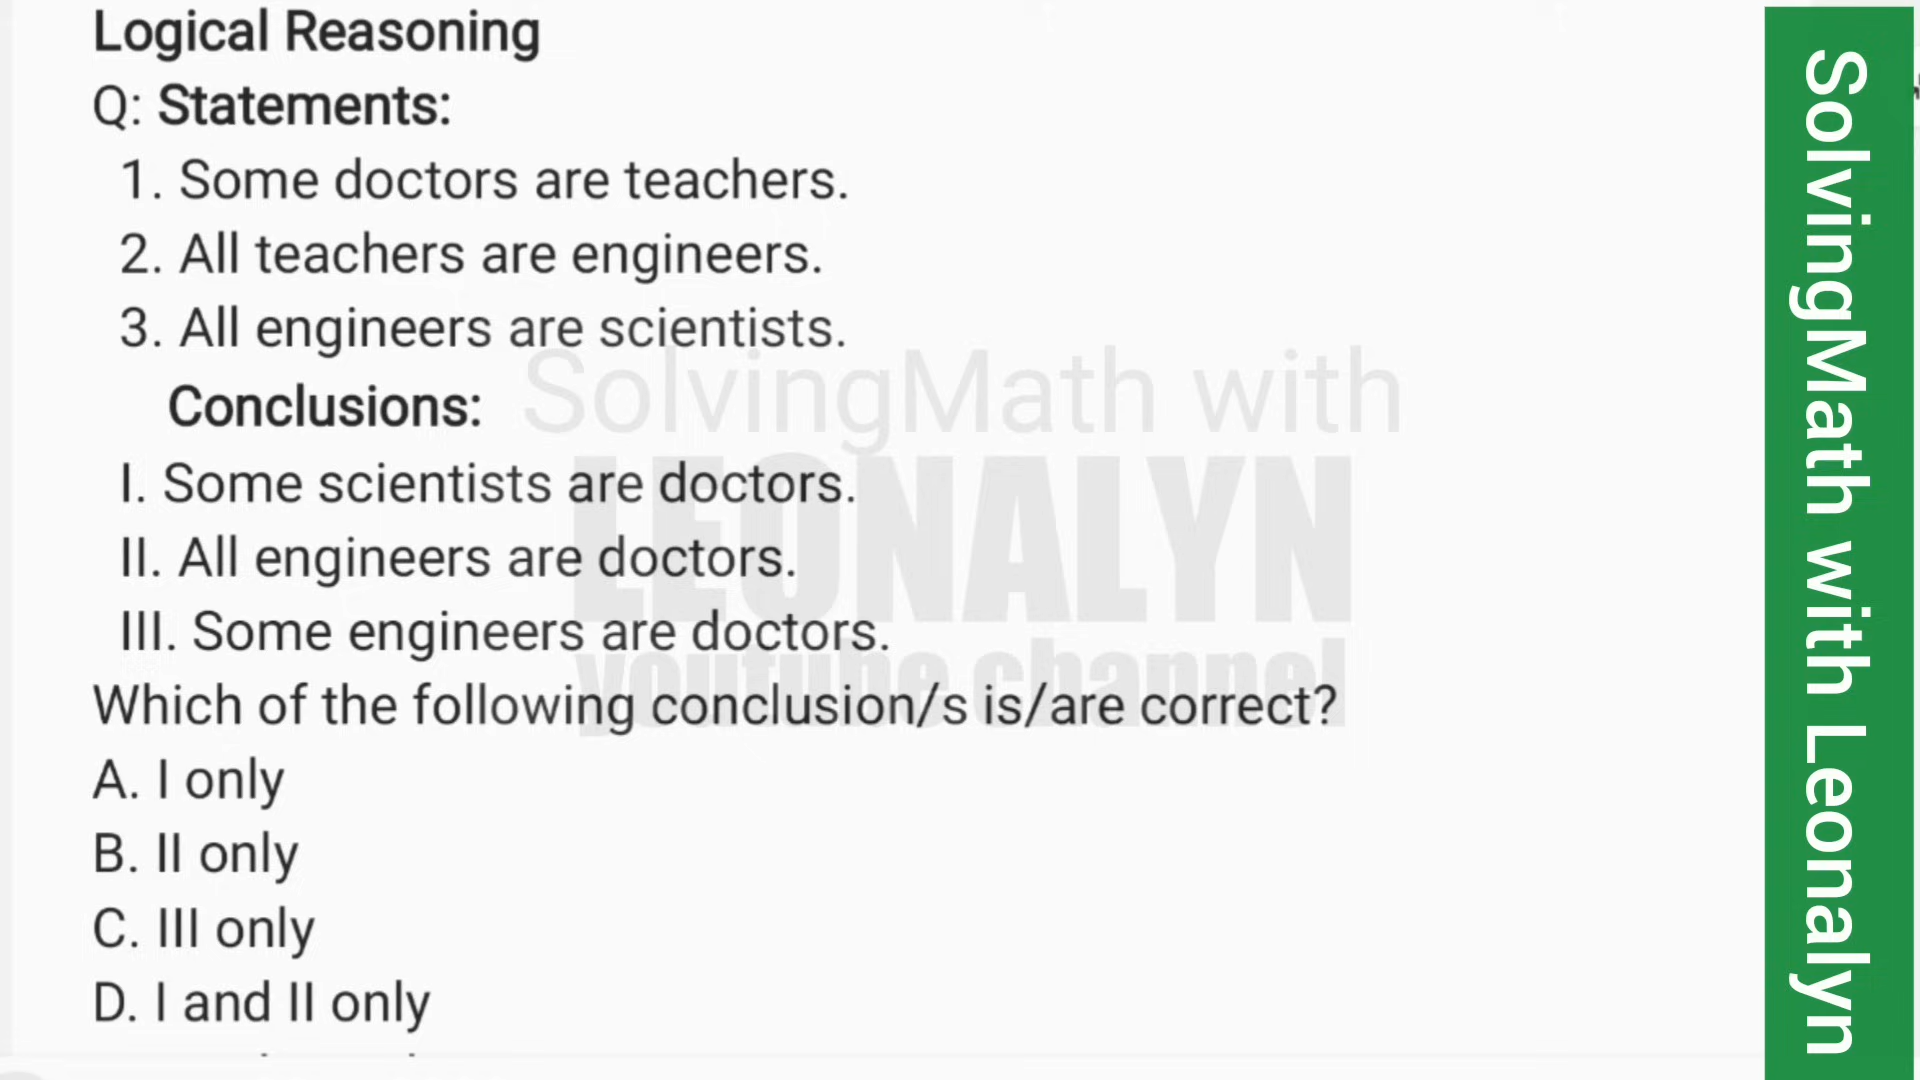 Logical Reasoning
Q: Statements:
1. Some doctors are teachers.
2. All teachers are engineers.
3. All engineers are scientists.
Conclusions:
I. Some scientists are doctors.
II. All engineers are doctors.
III. Some engineers are doctors.
Which of the following conclusion/s is/are correct?
A. I only
B. II only
C. III only
D. I and II only
SolvingMath with
LEONALYN
youtube channel
SolvingMath with Leonalyn